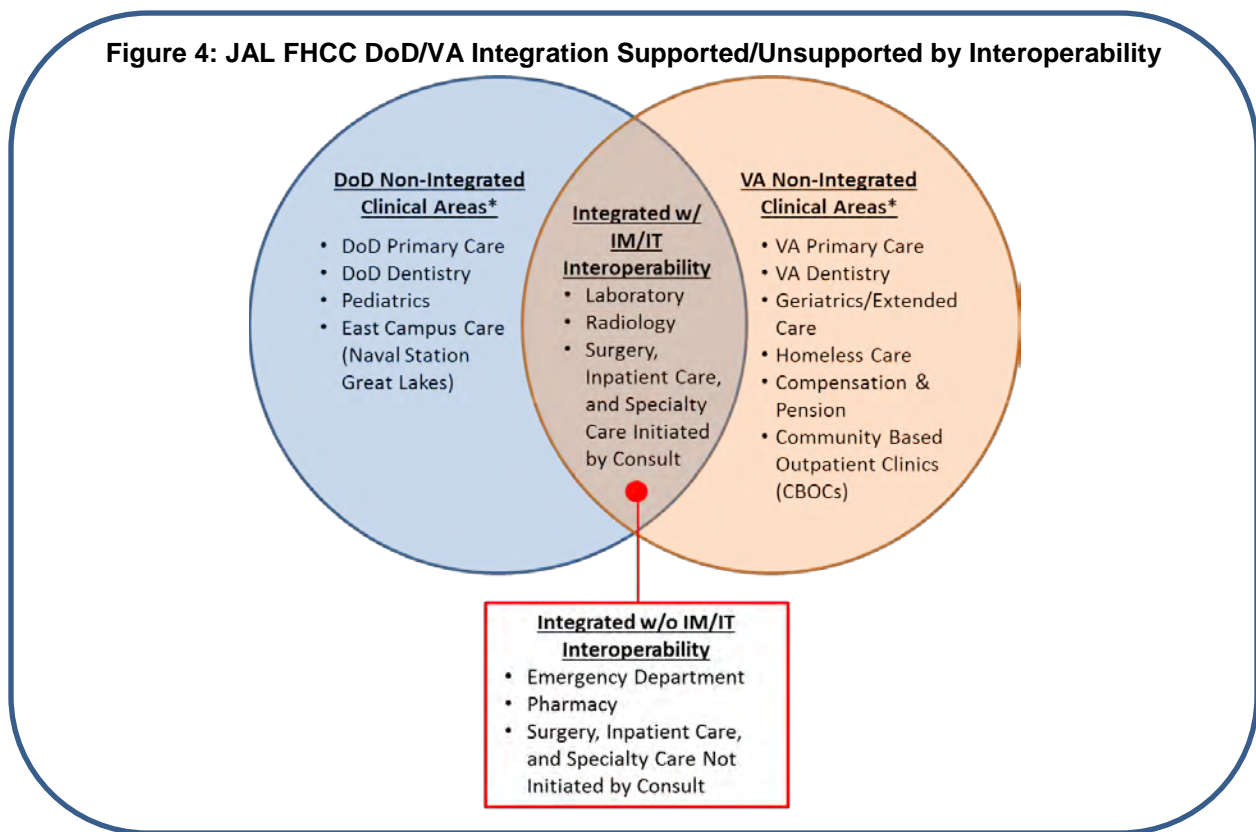 Figure 4: JAL FHCC DoD/VA Integration Supported/Unsupported by Interoperability
DoD Non-Integrated
Clinical Areas*
• DoD Primary Care
• DoD Dentistry
• Pediatrics
• East Campus Care
(Naval Station
Great Lakes)
Integrated w/
IM/IT
Interoperability
• Laboratory
• Radiology
• Surgery,
Inpatient Care,
and Specialty
Care Initiated
by Consult
VA Non-Integrated
Clinical Areas*
• VA Primary Care
• VA Dentistry
• Geriatrics/Extended
Care
• Homeless Care
• Compensation &
Pension
• Community Based
Outpatient Clinics
(CBOCs)
Integrated w/o IM/IT
Interoperability
• Emergency Department
• Pharmacy
• Surgery, Inpatient Care,
and Specialty Care Not
Initiated by Consult